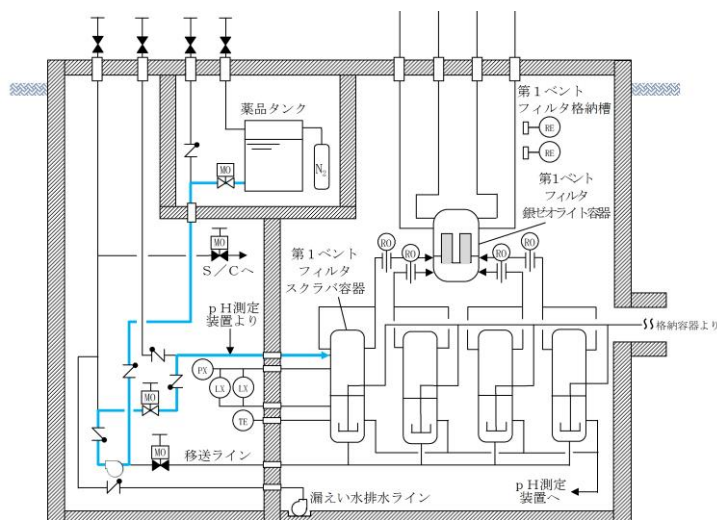 薬品タンク
MO
N₂
第1ベント
フィルタ格納槽
RE
RE
第1ベント
フィルタ
銀ゼオライト容器
MO
S/Cへ
第1ベント
フィルタ
スクラバ容器
RO
RO
RO
RO
pH測定
装置より
格納容器より
PX
LX
LX
MO
TE
MO
移送ライン
漏えい水排水ライン
pH測定
装置へ